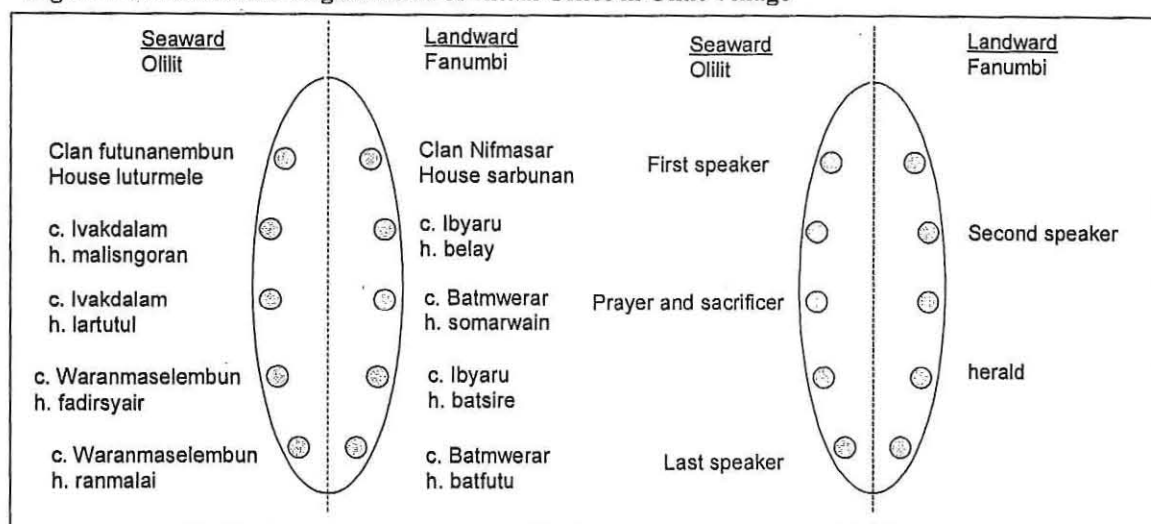 Seaward
Olilit
Landward
Fanumbi
Clan futunanembun
House luturmele
Clan Nifmasar
House sarbunan
c. Ivakdalam
h. malisngoran
c. Ibyaru
h. belay
c. Ivakdalam
h. lartutul
c. Batmwerar
h. somarwain
c. Waranmaselembun
h. fadirsyair
c. Ibyaru
h. batsire
c. Waranmaselembun
h. ranmalai
c. Batmwerar
h. batfutu
Seaward
Olilit
Landward
Fanumbi
First speaker
Second speaker
Prayer and sacrificer
herald
Last speaker